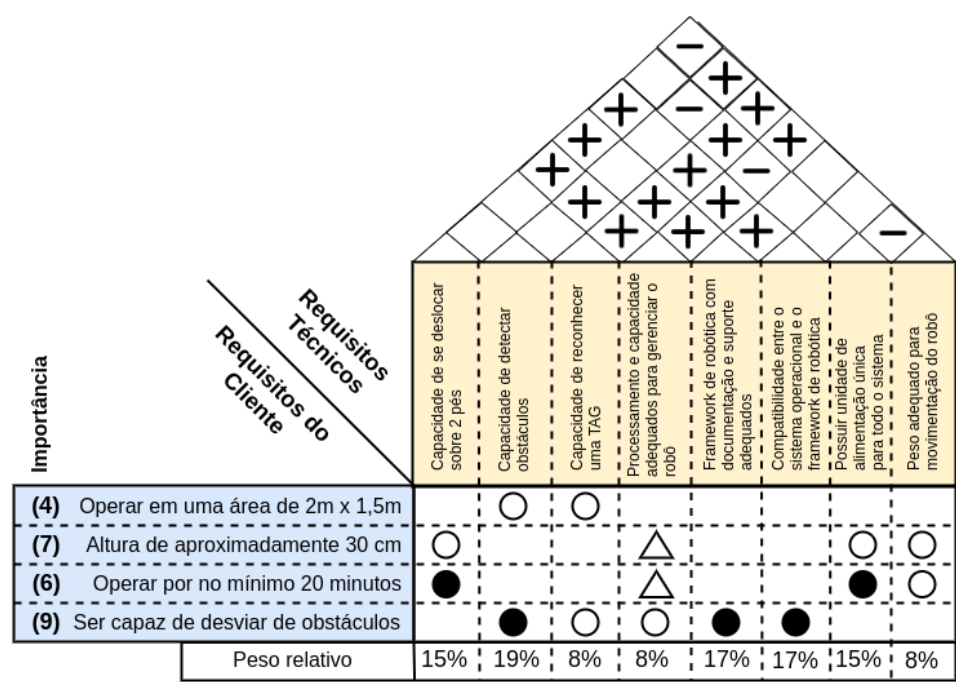 Importância
Requisitos
Técnicos
Requisitos do
Cliente
Capacidade de se deslocar
sobre 2 pés
Capacidade de detectar
obstáculos
Capacidade de reconhecer
uma TAG
Processamento e capacidade
adequados para gerenciar o
robô
Framework de robótica com
documentação e suporte
adequados
Compatibilidade entre o
sistema operacional e o
framework de robótica
Possuir unidade de
alimentação única
para todo o sistema
Peso adequado para
movimentação do robô
(4) Operar em uma área de 2m x 1,5m
(7) Altura de aproximadamente 30 cm
(6) Operar por no mínimo 20 minutos
(9) Ser capaz de desviar de obstáculos
Peso relativo 15% 19% 8% 8% 17% 17% 15% 8%